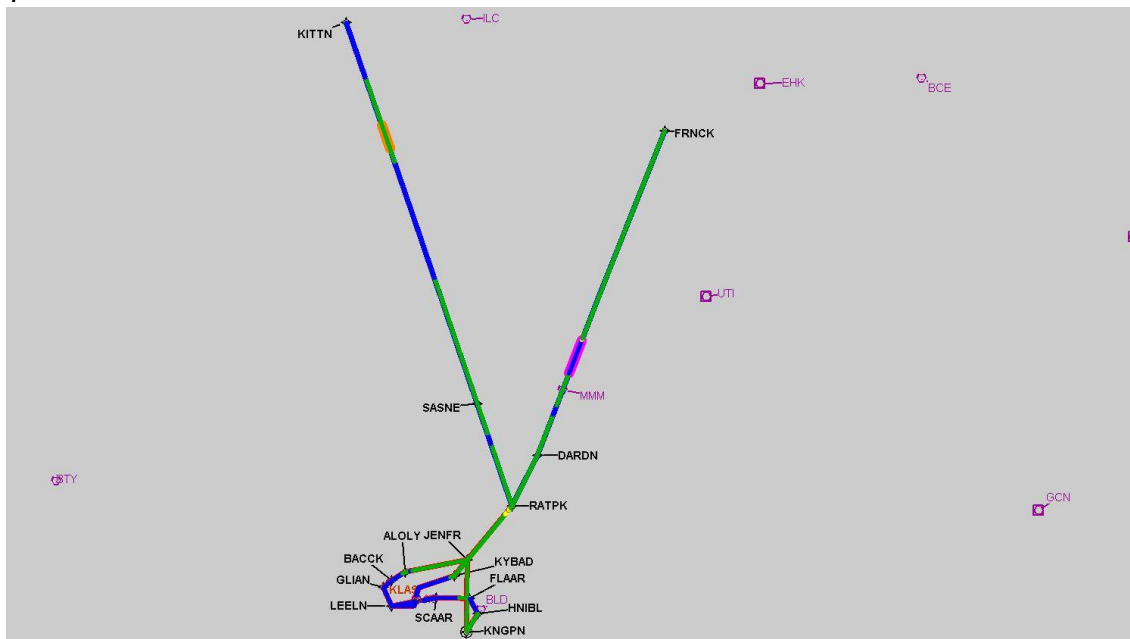 ILC
KITTN
EHK
BCE
FRNCK
UTI
MMM
SASNE
DARDN
BTY
RATPK
GCN
ALOLY JENFR
BACCK
KYBAD
GLIAN
KLAS
FLAAR
LEELN
BLD
HNIBL
SCAAR
KNGPN